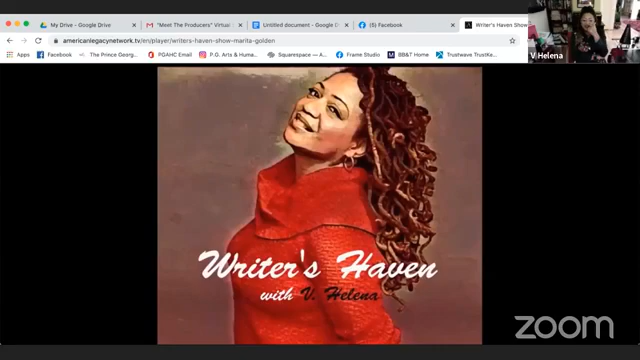 My Drive - Google Drive
"Meet The Producers" Virtual
Untitled document - Google D
(5) Facebook
Writer's Haven Show
americanlegacynetwork.tv/en/player/writers-haven-show-marita-golden
Apps
Facebook
The Prince Georg...
PGAHC Email
P.G. Arts & Huma...
Squarespace — A...
Frame Studio
BB&T Home
Trustwave TrustKe...
V Helena
Writer's Haven
with V. Helena
zoom